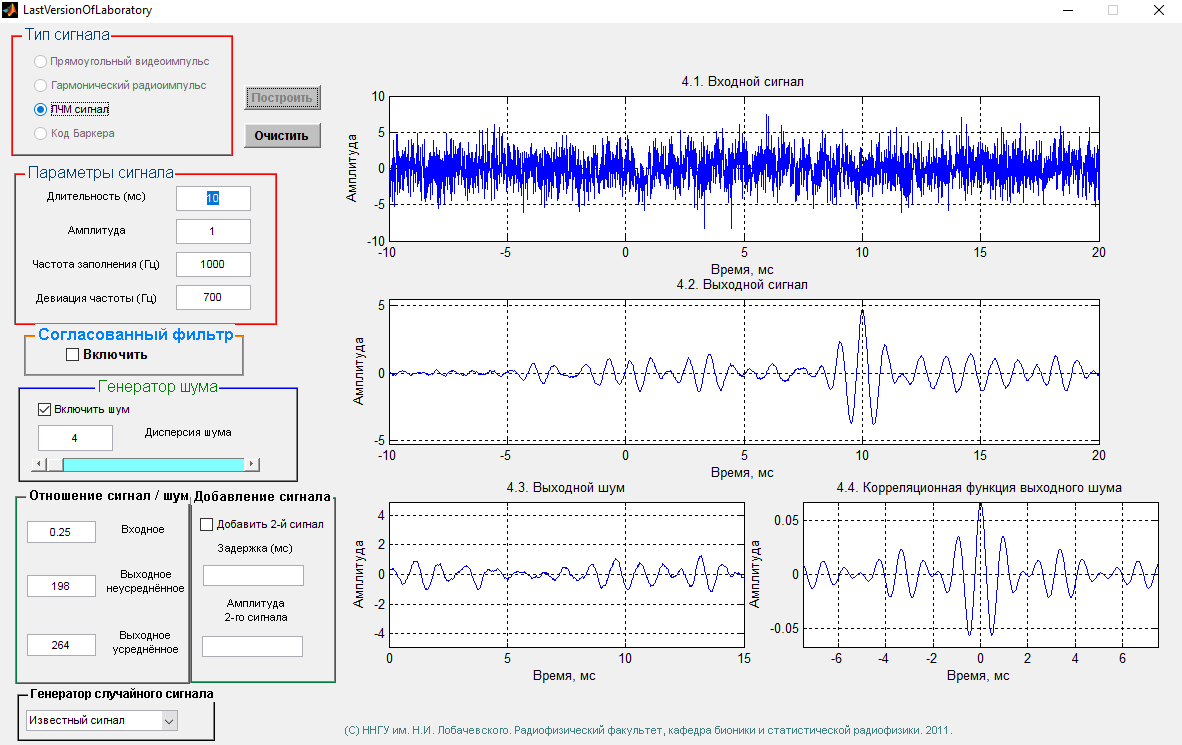 LastVersionOfLaboratory
Тип сигнала
Прямоугольный видеоимпульс
Гармонический радиоимпульс
ЛЧМ сигнал
Код Баркера
Построить
Очистить
Параметры сигнала
Длительность (мс)
10
Амплитуда
1
Частота заполнения (Гц)
1000
Девиация частоты (Гц)
700
Согласованный фильтр
Включить
Генератор шума
Включить шум
4
Дисперсия шума
Отношение сигнал / шум
0.25
Входное
198
Выходное
неусреднённое
264
Выходное
усреднённое
Добавление сигнала
Добавить 2-й сигнал
Задержка (мс)
Амплитуда
2-го сигнала
Генератор случайного сигнала
Известный сигнал
4.1. Входной сигнал
Амплитуда
10
5
0
-5
-10
-10 -5 0 5 10 15 20
Время, мс
4.2. Выходной сигнал
Амплитуда
5
0
-5
-10 -5 0 5 10 15 20
Время, мс
4.3. Выходной шум
Амплитуда
4
2
0
-2
-4
0 5 10 15
Время, мс
4.4. Корреляционная функция выходного шума
Амплитуда
0.05
0
-0.05
-6 -4 -2 0 2 4 6
Время, мс
(С) ННГУ им. Н.И. Лобачевского. Радиофизический факультет, кафедра бионики и статистической радиофизики. 2011.